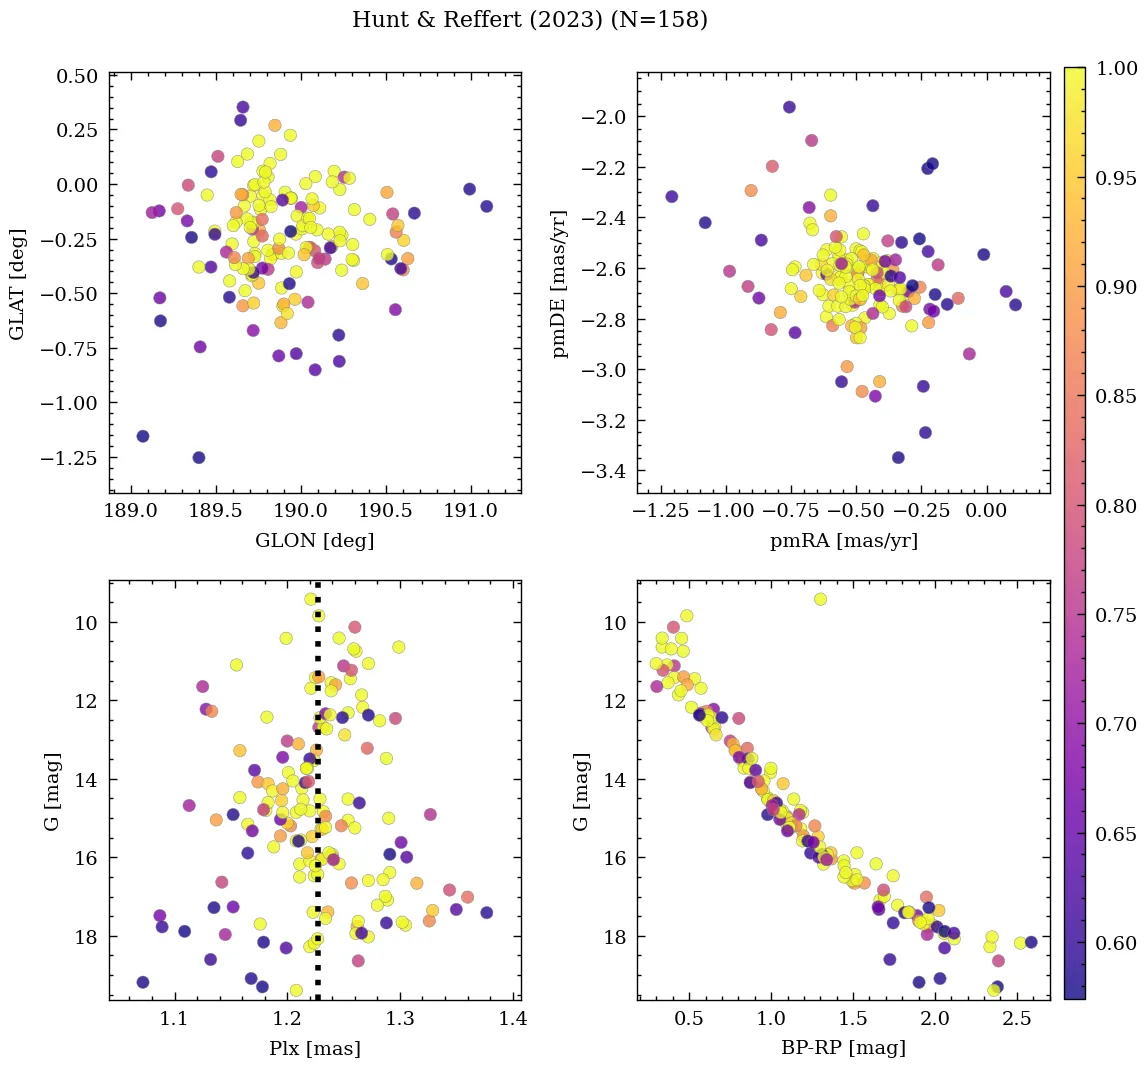 Hunt & Reffert (2023) (N=158)
0.50
0.25
0.00
−0.25
−0.50
−0.75
−1.00
−1.25
GLAT [deg]
189.0 189.5 190.0 190.5 191.0
GLON [deg]
−2.0
−2.2
−2.4
−2.6
−2.8
−3.0
−3.2
−3.4
pmDE [mas/yr]
−1.25 −1.00 −0.75 −0.50 −0.25 0.00
pmRA [mas/yr]
10
12
14
16
18
G [mag]
1.1 1.2 1.3 1.4
Plx [mas]
10
12
14
16
18
G [mag]
0.5 1.0 1.5 2.0 2.5
BP-RP [mag]
1.00
0.95
0.90
0.85
0.80
0.75
0.70
0.65
0.60